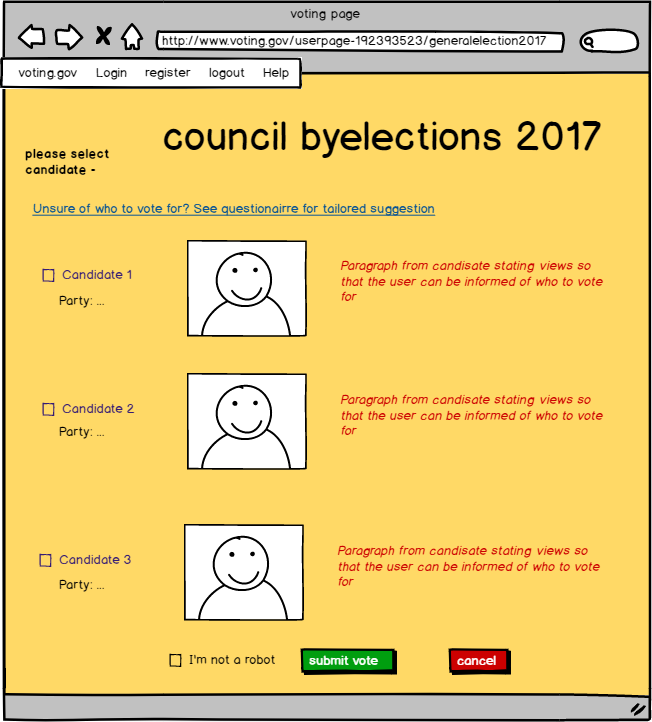 voting page
http://www.voting.gov/userpage-192393523/generalelection2017
voting.gov Login register logout Help
council byelections 2017
please select
candidate -
Unsure of who to vote for? See questionairre for tailored suggestion
Candidate 1
Party: ...
Paragraph from candisate stating views so
that the user can be informed of who to vote
for
Candidate 2
Party: ...
Paragraph from candisate stating views so
that the user can be informed of who to vote
for
Candidate 3
Party: ...
Paragraph from candisate stating views so
that the user can be informed of who to vote
for
I'm not a robot
submit vote
cancel